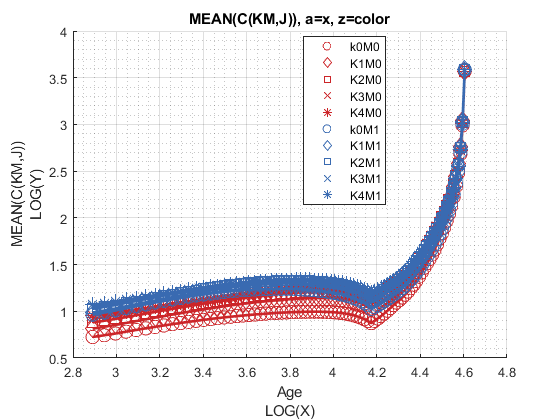 MEAN(C(KM,J)), a=x, z=color
MEAN(C(KM,J))
LOG(Y)
4
3.5
3
2.5
2
1.5
1
0.5
k0M0
K1M0
K2M0
K3M0
K4M0
k0M1
K1M1
K2M1
K3M1
K4M1
2.8 3 3.2 3.4 3.6 3.8 4 4.2 4.4 4.6 4.8
Age
LOG(X)